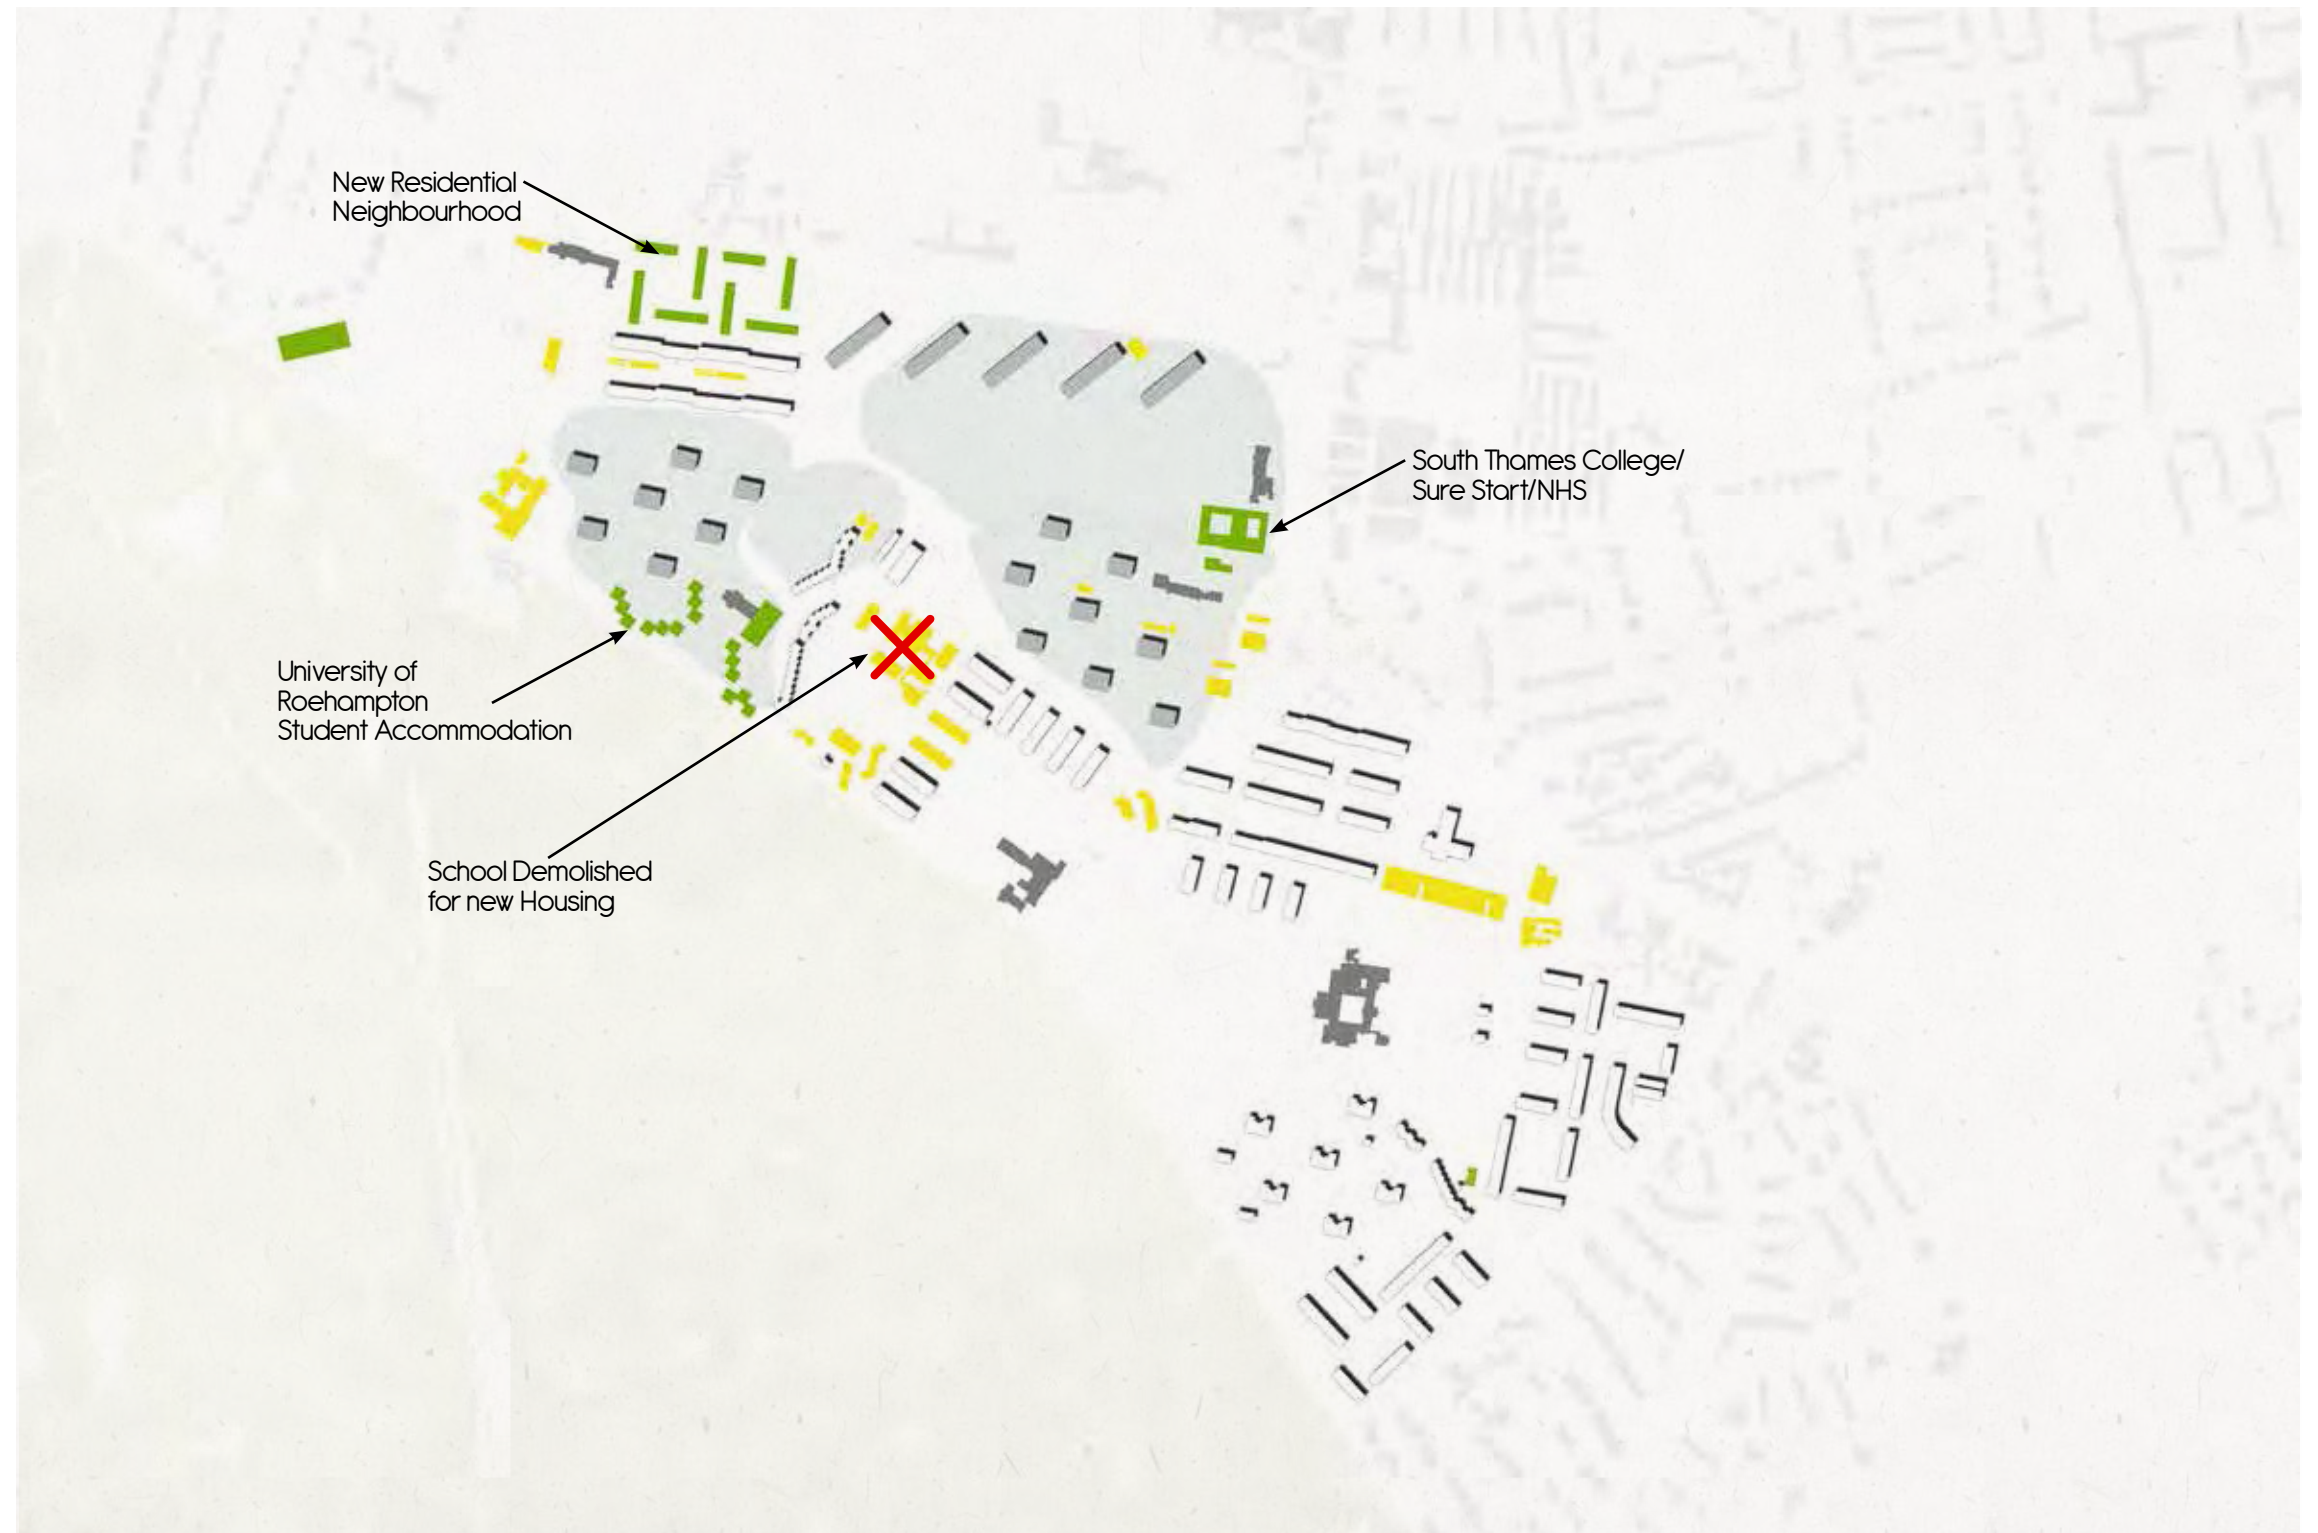 New Residential
Neighbourhood
South Thames College/
Sure Start/NHS
University of
Roehampton
Student Accommodation
School Demolished
for new Housing